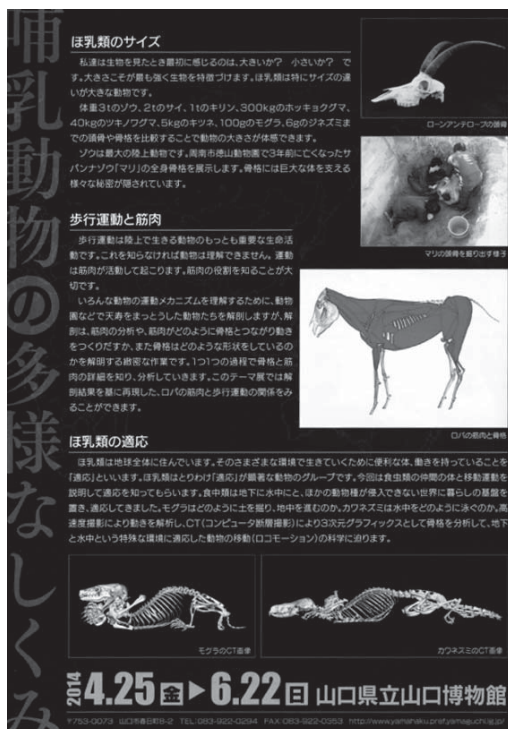 哺乳動物の多様なしくみ
ほ乳類のサイズ
私達は生物を見たとき最初に感じるのは、大きいか? 小さいか? で
す。大きさこそが最も強く生物を特徴づけます。ほ乳類は特にサイズの違
いが大きな動物です。
体重3tのゾウ、2tのサイ、1tのキリン、300kgのホッキョクグマ、
40kgのツキノワグマ、5kgのキツネ、100gのモグラ、6gのジネズミま
での頭骨や骨格を比較することで動物の大きさが体感できます。
ゾウは最大の陸上動物です。周南市徳山動物園で3年前に亡くなったサ
バンナゾウ「マリ」の全身骨格を展示します。骨格には巨大な体を支える
様々な秘密が隠されています。
ローンアンテロープの頭骨
マリの頭骨を掘り出す様子
歩行運動と筋肉
歩行運動は陸上で生きる動物のもっとも重要な生命活
動です。これを知らなければ動物は理解できません。運動
は筋肉が活動して起こります。筋肉の役割を知ることが大
切です。
いろんな動物の運動メカニズムを理解するために、動物
園などで天寿をまっとうした動物たちを解剖しますが、解
剖は、筋肉の分析や、筋肉がどのように骨格とつながり動き
をつくりだすか、また骨格はどのような形状をしているの
かを解明する緻密な作業です。1つ1つの過程で骨格と筋
肉の詳細を知り、分析していきます。このテーマ展では解
剖結果を基に再現した、ロバの筋肉と歩行運動の関係をみ
ることができます。
ロバの筋肉と骨格
ほ乳類の適応
ほ乳類は地球全体に住んでいます。そのさまざまな環境で生きていくために便利な体、働きを持っていることを
「適応」といいます。ほ乳類はとりわけ「適応」が顕著な動物のグループです。今回は食虫類の仲間の体と移動運動を
説明して適応を知ってもらいます。食中類は地下に水中にと、ほかの動物種が侵入できない世界に暮らしの基盤を
置き、適応してきました。モグラはどのように土を掘り、地中を進むのか。カワネズミは水中をどのように泳ぐのか。高
速度撮影により動きを解析し、CT(コンピュータ断層撮影)により3次元グラフィックスとして骨格を分析して、地下
と水中という特殊な環境に適応した動物の移動(ロコモーション)の科学に迫ります。
モグラのCT画像
カワネズミのCT画像
2014 4.25金▶6.22日 山口県立山口博物館
〒753-0073 山口市春日町8-2 TEL:083-922-0294 FAX:083-922-0353 http://www.yamahaku.pref.yamaguchi.lg.jp/